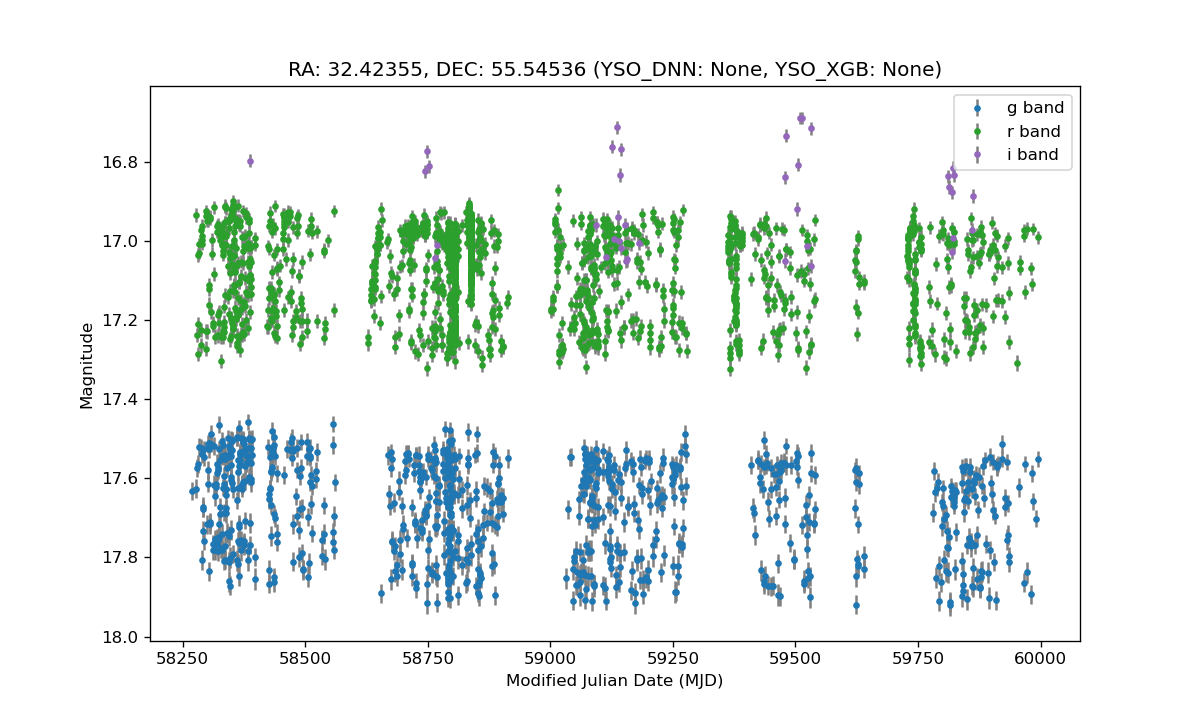 RA: 32.42355, DEC: 55.54536 (YSO_DNN: None, YSO_XGB: None)
g band
r band
i band
Magnitude
16.8
17.0
17.2
17.4
17.6
17.8
18.0
58250 58500 58750 59000 59250 59500 59750 60000
Modified Julian Date (MJD)